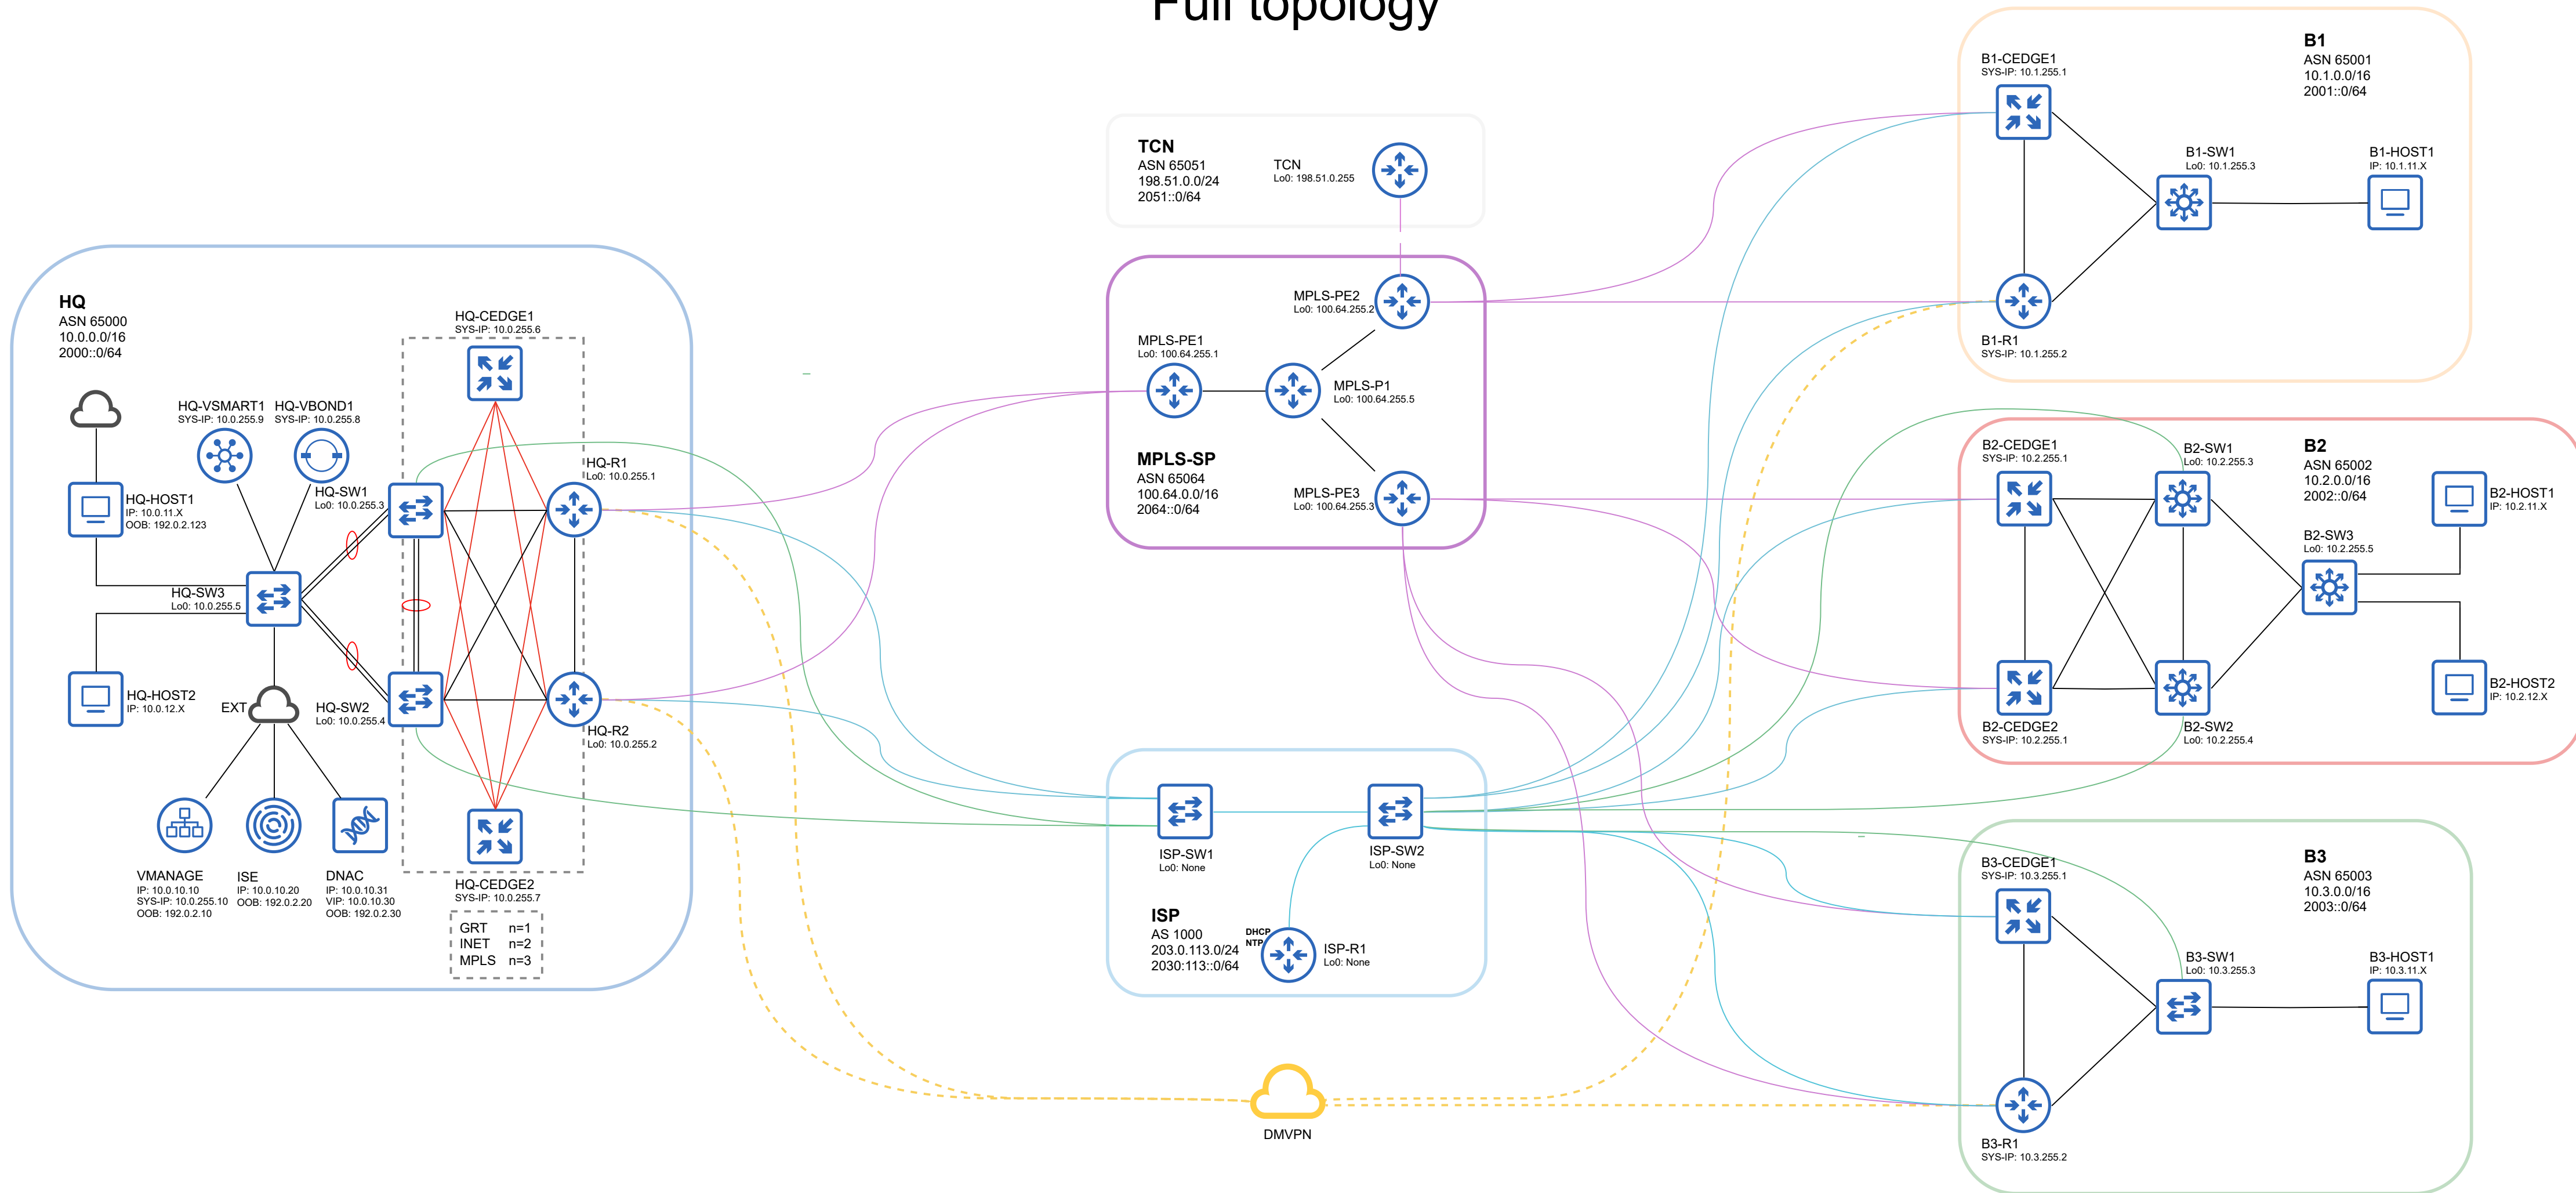 Full topology
HQ
ASN 65000
10.0.0.0/16
2000::0/64
HQ-CEDGE1
SYS-IP: 10.0.255.6
HQ-VSMART1
SYS-IP: 10.0.255.9
HQ-VBOND1
SYS-IP: 10.0.255.8
HQ-HOST1
IP: 10.0.11.X
OOB: 192.0.2.123
HQ-SW1
Lo0: 10.0.255.3
HQ-R1
Lo0: 10.0.255.1
HQ-SW3
Lo0: 10.0.255.5
HQ-HOST2
IP: 10.0.12.X
EXT
HQ-SW2
Lo0: 10.0.255.4
HQ-R2
Lo0: 10.0.255.2
VMANAGE
IP: 10.0.10.10
SYS-IP: 10.0.255.10
OOB: 192.0.2.10
ISE
IP: 10.0.10.20
OOB: 192.0.2.20
DNAC
IP: 10.0.10.31
VIP: 10.0.10.30
OOB: 192.0.2.30
HQ-CEDGE2
SYS-IP: 10.0.255.7
GRT n=1
INET n=2
MPLS n=3
TCN
ASN 65051
198.51.0.0/24
2051::0/64
TCN
Lo0: 198.51.0.255
MPLS-PE2
Lo0: 100.64.255.2
MPLS-PE1
Lo0: 100.64.255.1
MPLS-P1
Lo0: 100.64.255.5
MPLS-SP
ASN 65064
100.64.0.0/16
2064::0/64
MPLS-PE3
Lo0: 100.64.255.3
ISP-SW1
Lo0: None
ISP-SW2
Lo0: None
ISP
AS 1000
203.0.113.0/24
2030:113::0/64
DHCP
NTP
ISP-R1
Lo0: None
DMVPN
B1-CEDGE1
SYS-IP: 10.1.255.1
B1
ASN 65001
10.1.0.0/16
2001::0/64
B1-SW1
Lo0: 10.1.255.3
B1-HOST1
IP: 10.1.11.X
B1-R1
SYS-IP: 10.1.255.2
B2-CEDGE1
SYS-IP: 10.2.255.1
B2-SW1
Lo0: 10.2.255.3
B2
ASN 65002
10.2.0.0/16
2002::0/64
B2-HOST1
IP: 10.2.11.X
B2-SW3
Lo0: 10.2.255.5
B2-HOST2
IP: 10.2.12.X
B2-CEDGE2
SYS-IP: 10.2.255.1
B2-SW2
Lo0: 10.2.255.4
B3-CEDGE1
SYS-IP: 10.3.255.1
B3
ASN 65003
10.3.0.0/16
2003::0/64
B3-SW1
Lo0: 10.3.255.3
B3-HOST1
IP: 10.3.11.X
B3-R1
SYS-IP: 10.3.255.2